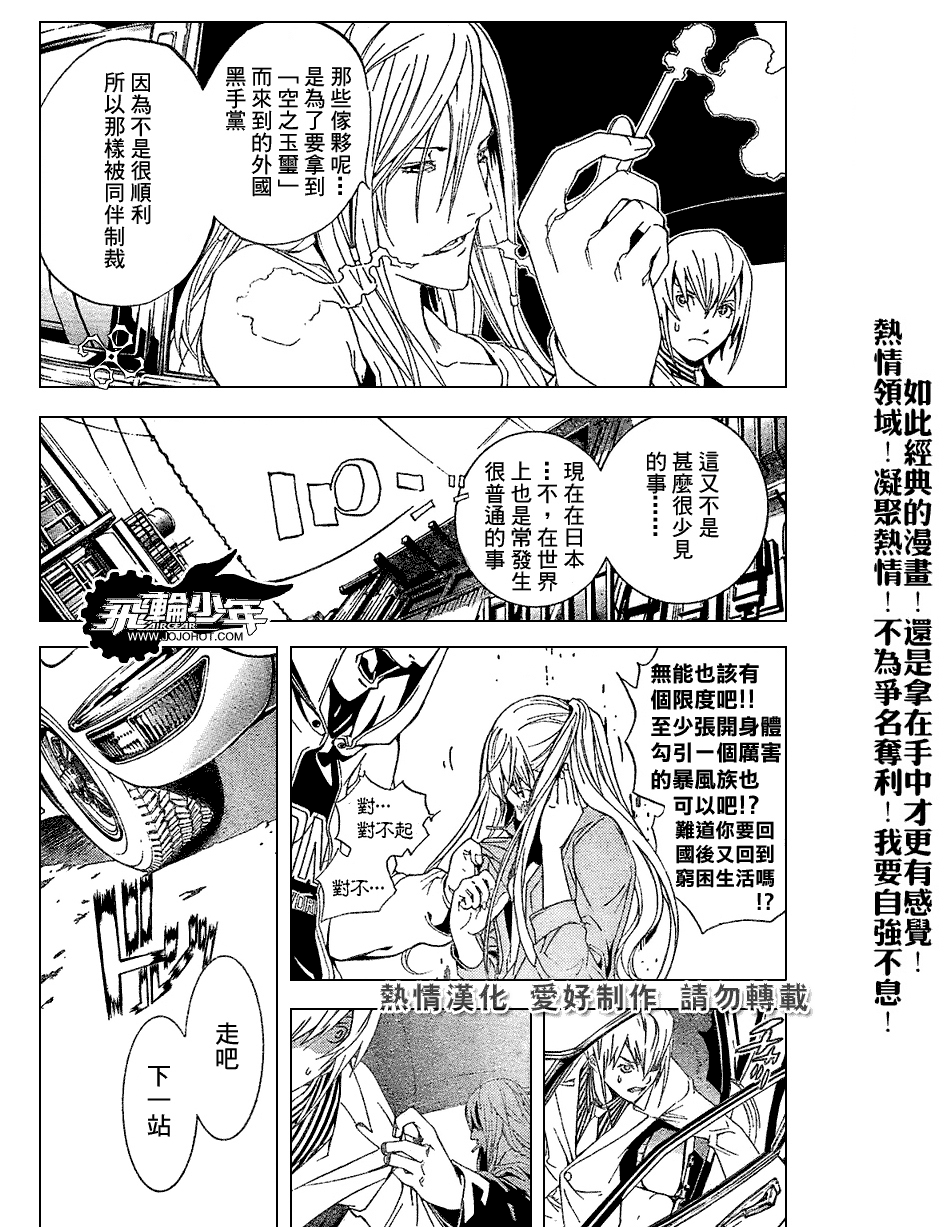 那些傢夥呢…
是為了要拿到
「空之玉璽」
而來到的外國
黑手黨
因為不是很順利
所以那樣被同伴制裁
這又不是
甚麼很少見
的事……
現在在日本
…不，在世界
上也是常發生
很普通的事
飛輪少年
AIRGEAR
WWW.JOJOHOT.COM
無能也該有
個限度吧!!
至少張開身體
勾引一個厲害
的暴風族也
可以吧!?
難道你要回
國後又回到
窮困生活嗎
!?
對…
對不起
對不…
ドルッ
熱情漢化 愛好制作 請勿轉載
走吧
下一站
如此經典的漫畫！還是拿在手中才更有感覺！
熱情領域！凝聚熱情！不為爭名奪利！我要自強不息！